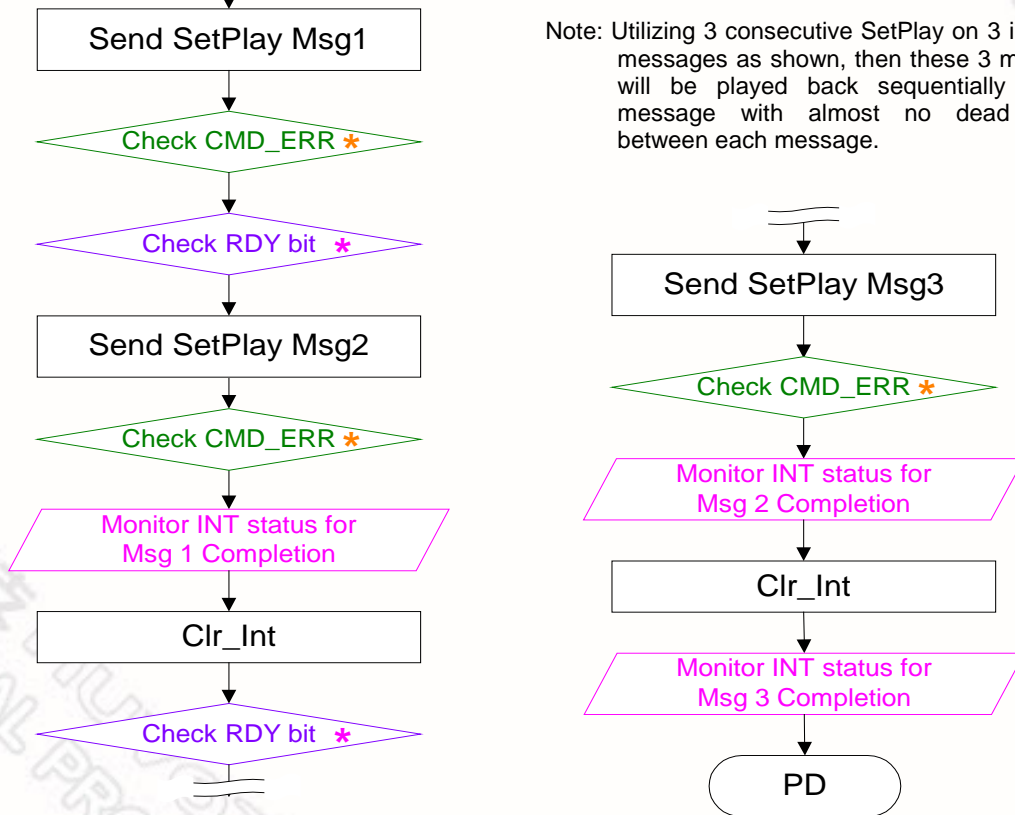 Send SetPlay Msg1
Check CMD_ERR *
Check RDY bit *
Send SetPlay Msg2
Check CMD_ERR *
Monitor INT status for
Msg 1 Completion
Clr_Int
Check RDY bit *
Note: Utilizing 3 consecutive SetPlay on 3
messages as shown, then these 3
will be played back sequentially
message with almost no dead
between each message.
Send SetPlay Msg3
Check CMD_ERR *
Monitor INT status for
Msg 2 Completion
Clr_Int
Monitor INT status for
Msg 3 Completion
PD